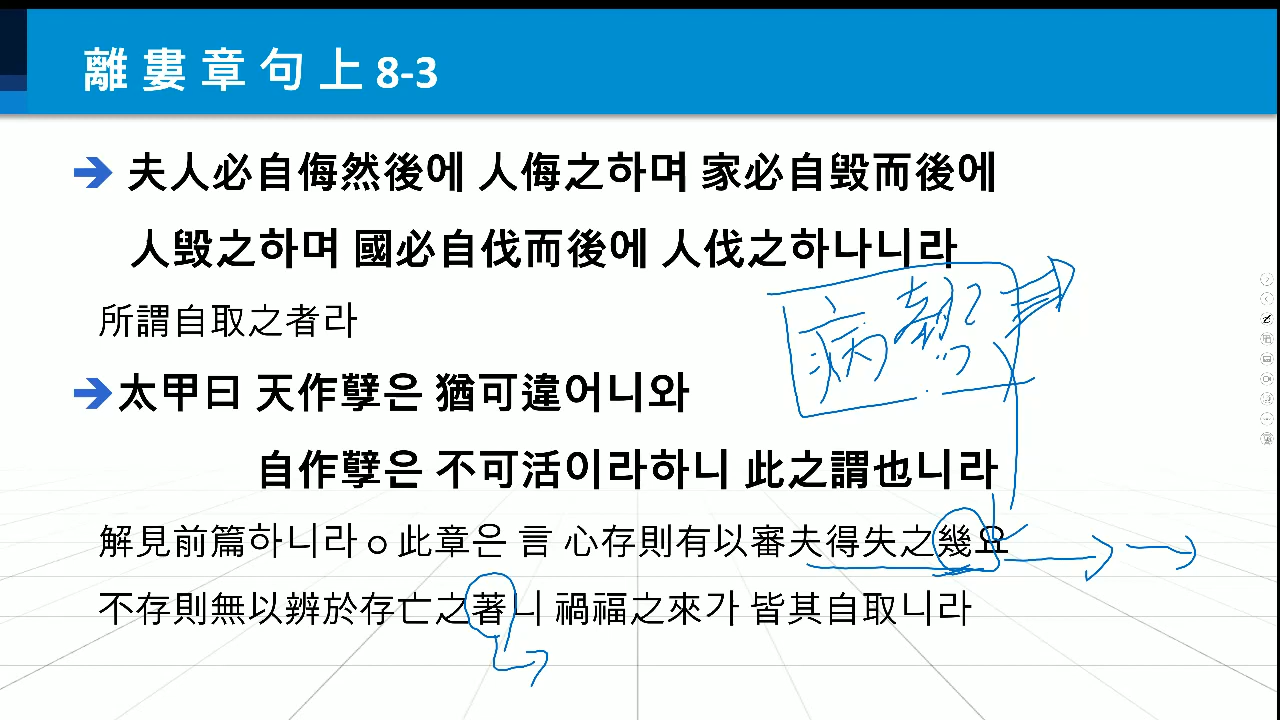 離婁章句上 8-3
夫人必自侮然後에 人侮之하며 家必自毁而後에
人毁之하며 國必自伐而後에 人伐之하나니라
所謂自取之者라
病
太甲曰 天作孼은 猶可違어니와
自作孼은 不可活이라하니 此之謂也니라
解見前篇하니라 ○ 此章은 言 心存則有以審夫得失之幾요
不存則無以辨於存亡之著니 禍福之來가 皆其自取니라